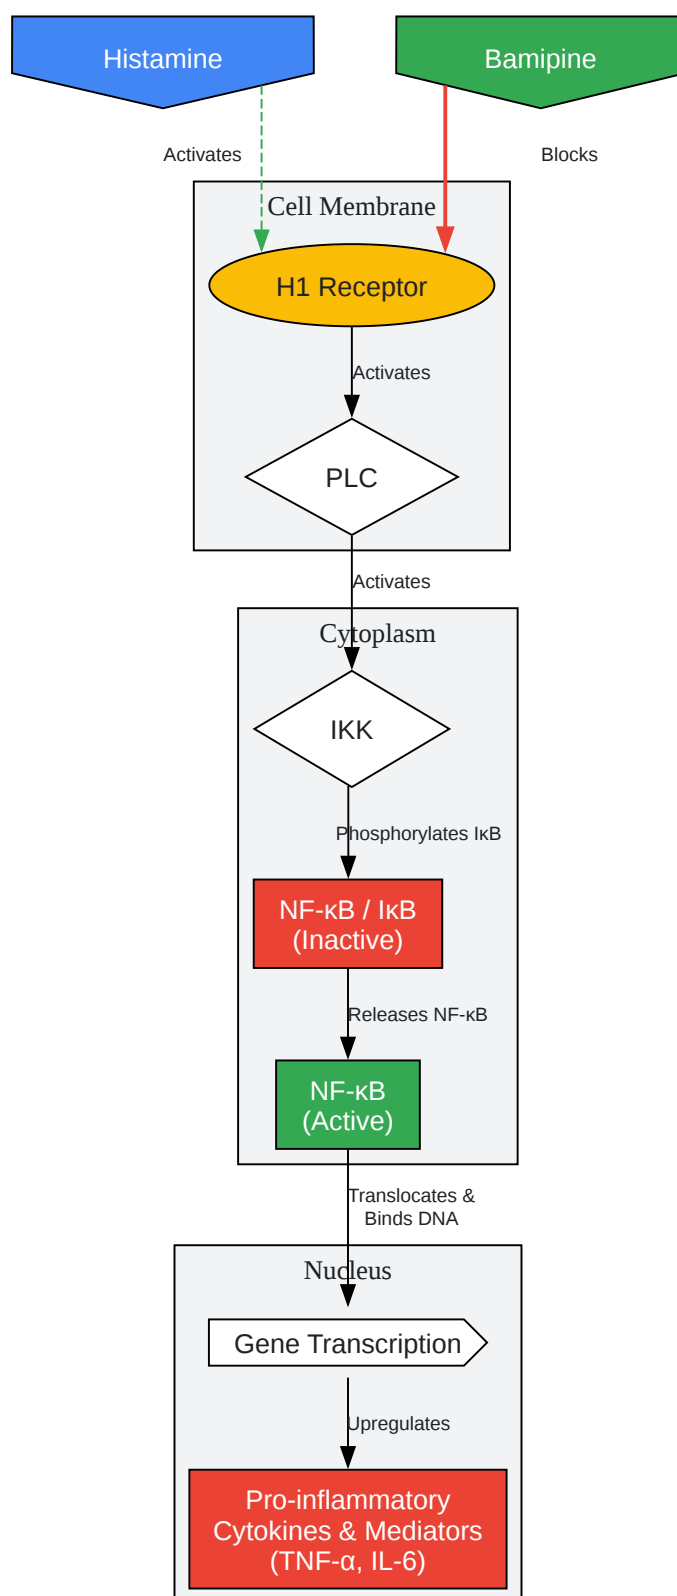 Histamine
Bamipine
Activates
Blocks
Cell Membrane
H1 Receptor
Activates
PLC
Activates
Cytoplasm
IKK
Phosphorylates IκB
NF-κB / IκB
(Inactive)
Releases NF-κB
NF-κB
(Active)
Translocates &
Binds DNA
Nucleus
Gene Transcription
Upregulates
Pro-inflammatory
Cytokines & Mediators
(TNF-α, IL-6)